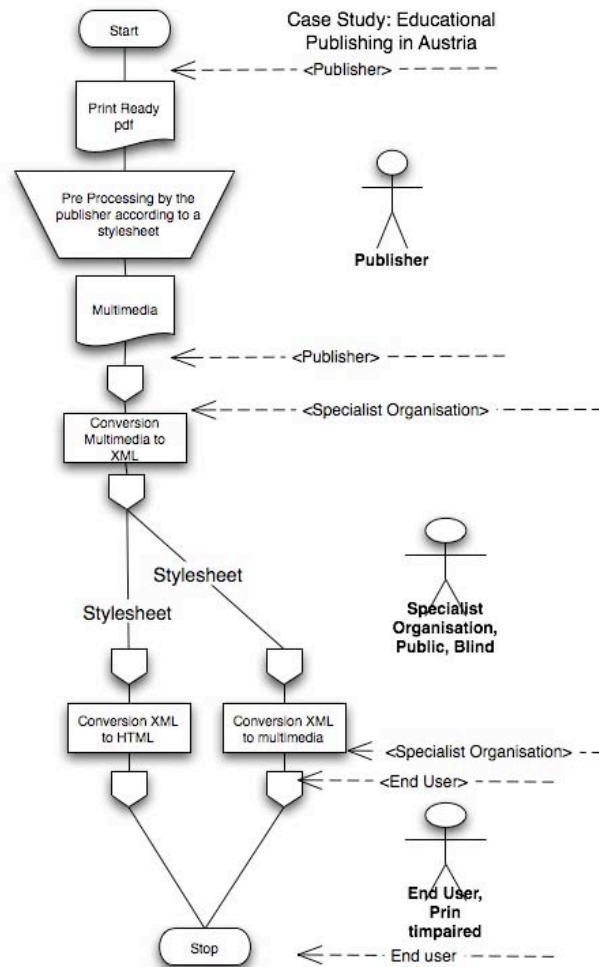 Case Study: Educational
Publishing in Austria
Start
<Publisher>
Print Ready
pdf
Pre Processing by the
publisher according to a
stylesheet
Publisher
Multimedia
<Publisher>
<Specialist Organisation>
Conversion
Multimedia to
XML
Stylesheet
Stylesheet
Specialist
Organisation,
Public, Blind
Conversion XML
to HTML
Conversion XML
to multimedia
<Specialist Organisation>
<End User>
End User,
Prin
timpaired
Stop
End user